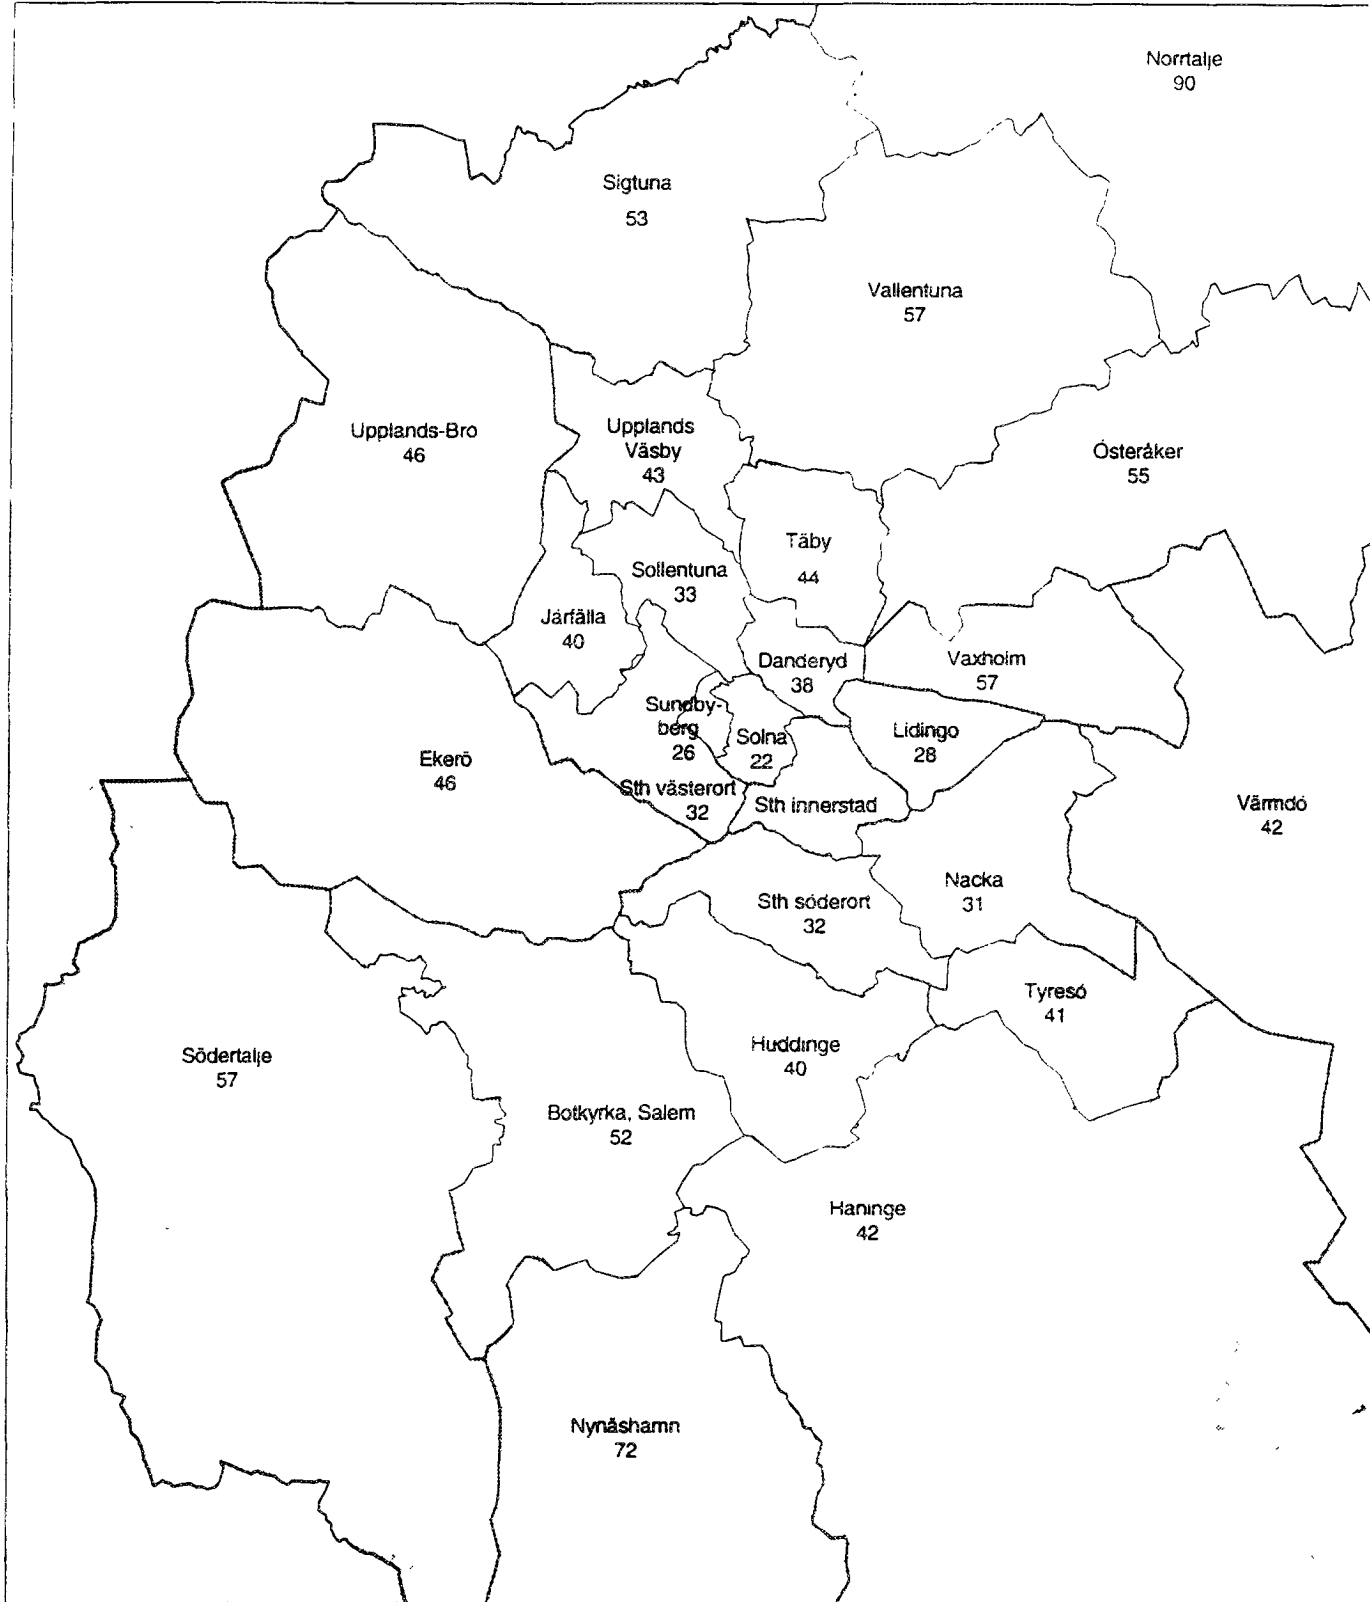 Norrtalje
90
Sigtuna
53
Vallentuna
57
Upplands-Bro
46
Upplands
Väsby
43
Österåker
55
Täby
44
Sollentuna
33
Järfälla
40
Danderyd
38
Vaxholm
57
Sundby-
berg
26
Solna
22
Lidingo
28
Ekerö
46
Sth västerort
32
Sth innerstad
Värmdö
42
Nacka
31
Sth söderort
32
Tyresö
41
Huddinge
40
Södertalje
57
Botkyrka, Salem
52
Haninge
42
Nynäshamn
72